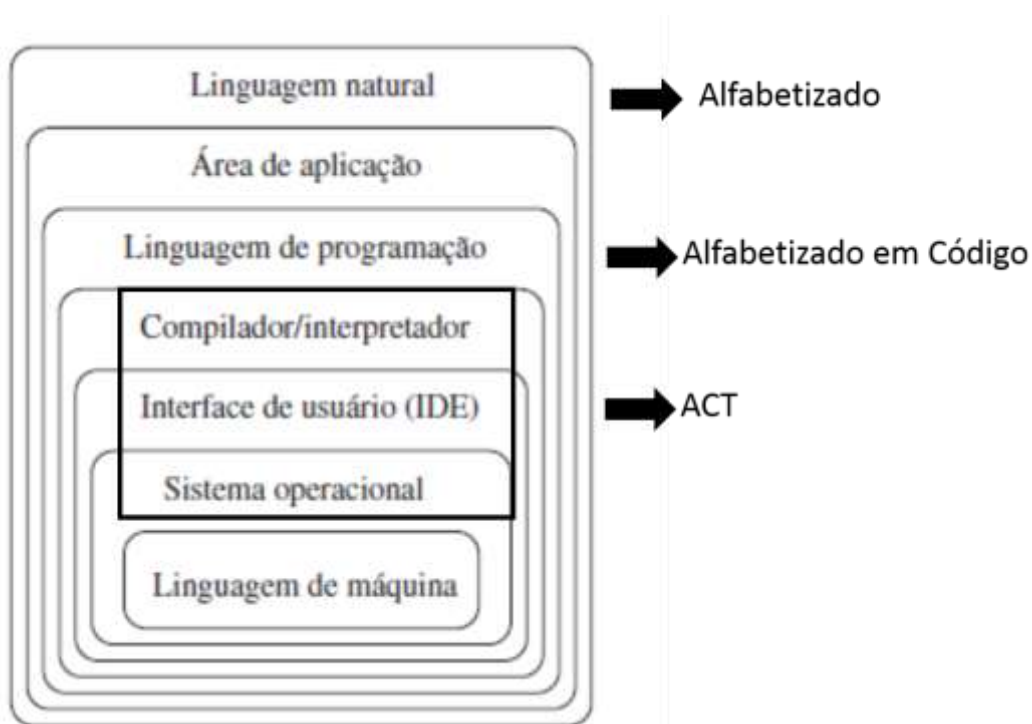 Linguagem natural
Alfabetizado
Área de aplicação
Linguagem de programação
Alfabetizado em Código
Compilador/interpretador
Interface de usuário (IDE)
ACT
Sistema operacional
Linguagem de máquina